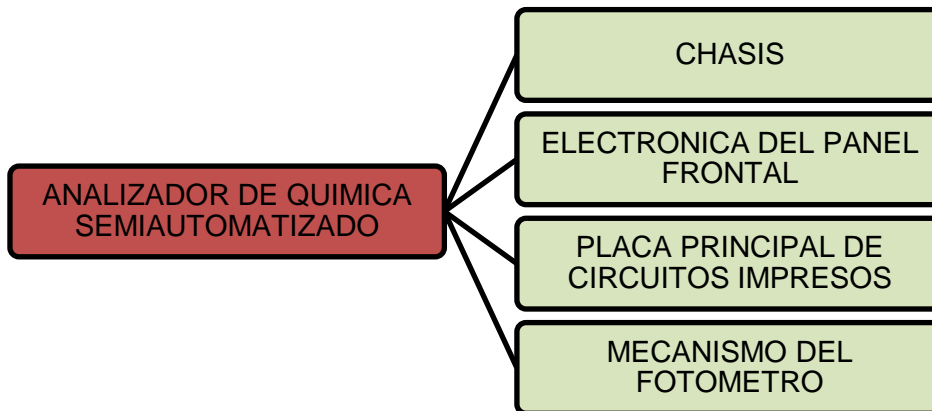 CHASIS
ELECTRONICA DEL PANEL
FRONTAL
ANALIZADOR DE QUIMICA
SEMIAUTOMATIZADO
PLACA PRINCIPAL DE
CIRCUITOS IMPRESOS
MECANISMO DEL
FOTOMETRO